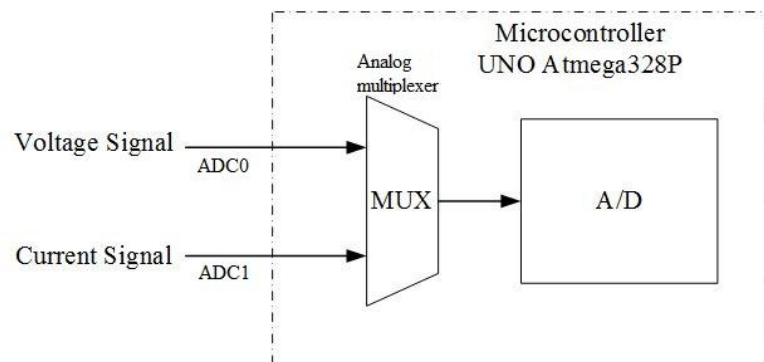 Microcontroller
UNO Atmega328P
Analog
multiplexer
Voltage Signal
ADC0
MUX
A/D
Current Signal
ADC1